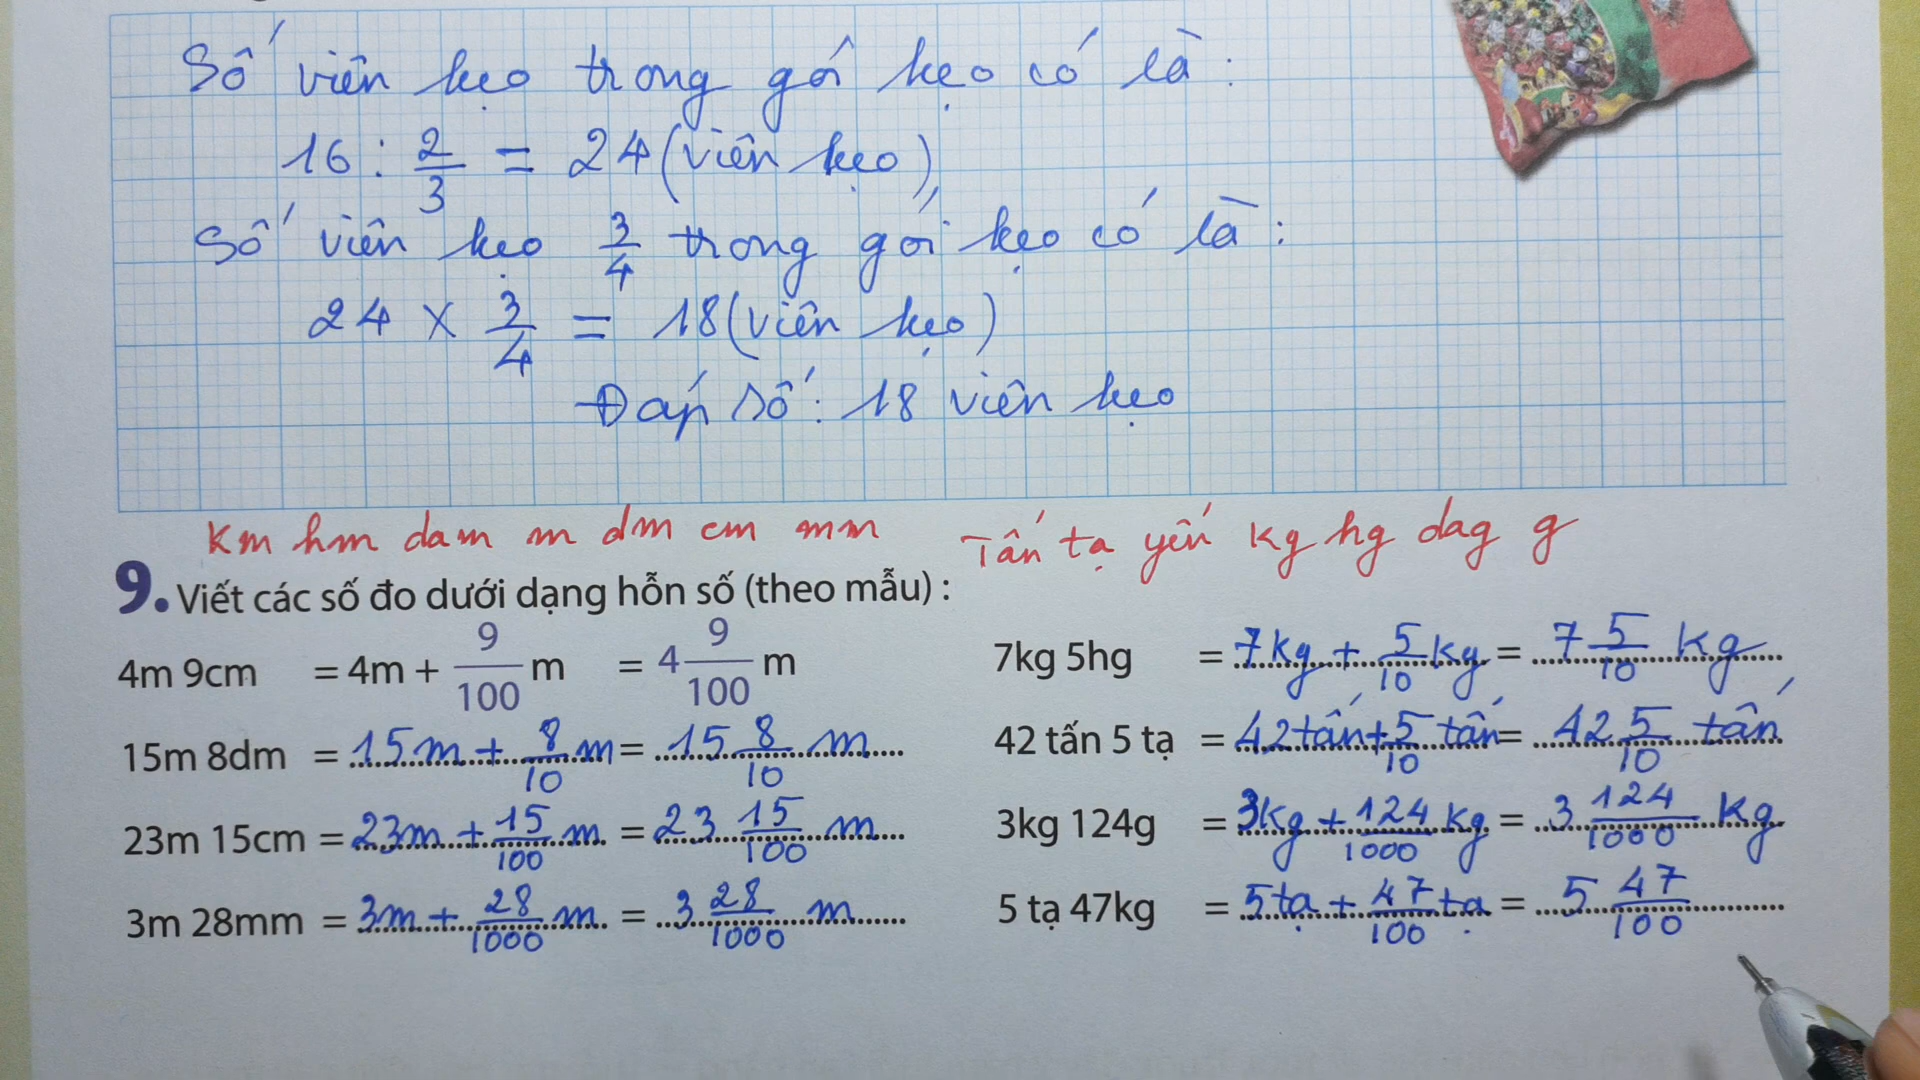 Số viên kẹo trong gói kẹo có là:
16 : 2/3 = 24 (viên kẹo)
Số viên kẹo 3/4 trong gói kẹo có là:
24 × 3/4 = 18 (viên kẹo)
Đáp số: 18 viên kẹo
Km hm dam m dm cm mm Tấn tạ yến Kg hg dag g
9. Viết các số đo dưới dạng hỗn số (theo mẫu) :
4m 9cm = 4m + 9/100 m = 4 9/100 m
15m 8dm = 15m + 8/10 m = 15 8/10 m
23m 15cm = 23m + 15/100 m = 23 15/100 m
3m 28mm = 3m + 28/1000 m = 3 28/1000 m
7kg 5hg = 7kg + 5/10 kg = 7 5/10 kg
42 tấn 5 tạ = 42 tấn + 5/10 tấn = 42 5/10 tấn
3kg 124g = 3kg + 124/1000 kg = 3 124/1000 kg
5 tạ 47kg = 5 tạ + 47/100 tạ = 5 47/100